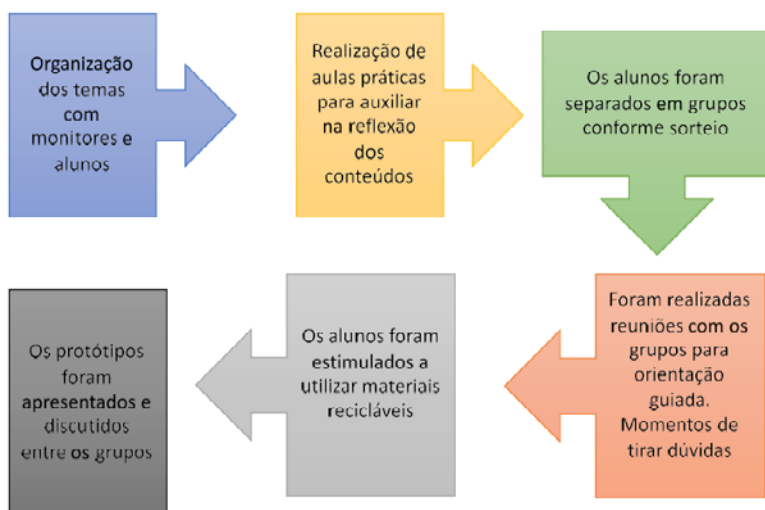 Organização
dos temas
com
monitores e
alunos
Realização de
aulas práticas
para auxiliar
na reflexão
dos
conteúdos
Os alunos foram
separados em grupos
conforme sorteio
Foram realizadas
reuniões com os
grupos para
orientação
guiada.
Momentos de
tirar dúvidas
Os alunos foram
estimulados a
utilizar materiais
recicláveis
Os protótipos
foram
apresentados e
discutidos
entre os grupos